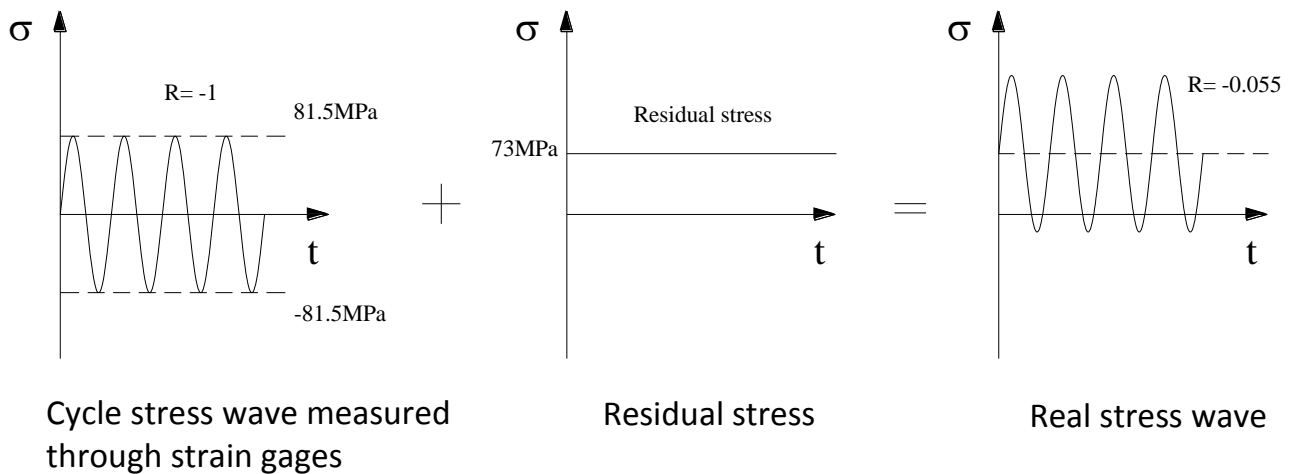 σ
R= -1
81.5MPa
t
-81.5MPa
Cycle stress wave measured
through strain gages
+
σ
Residual stress
73MPa
t
Residual stress
=
σ
R= -0.055
t
Real stress wave